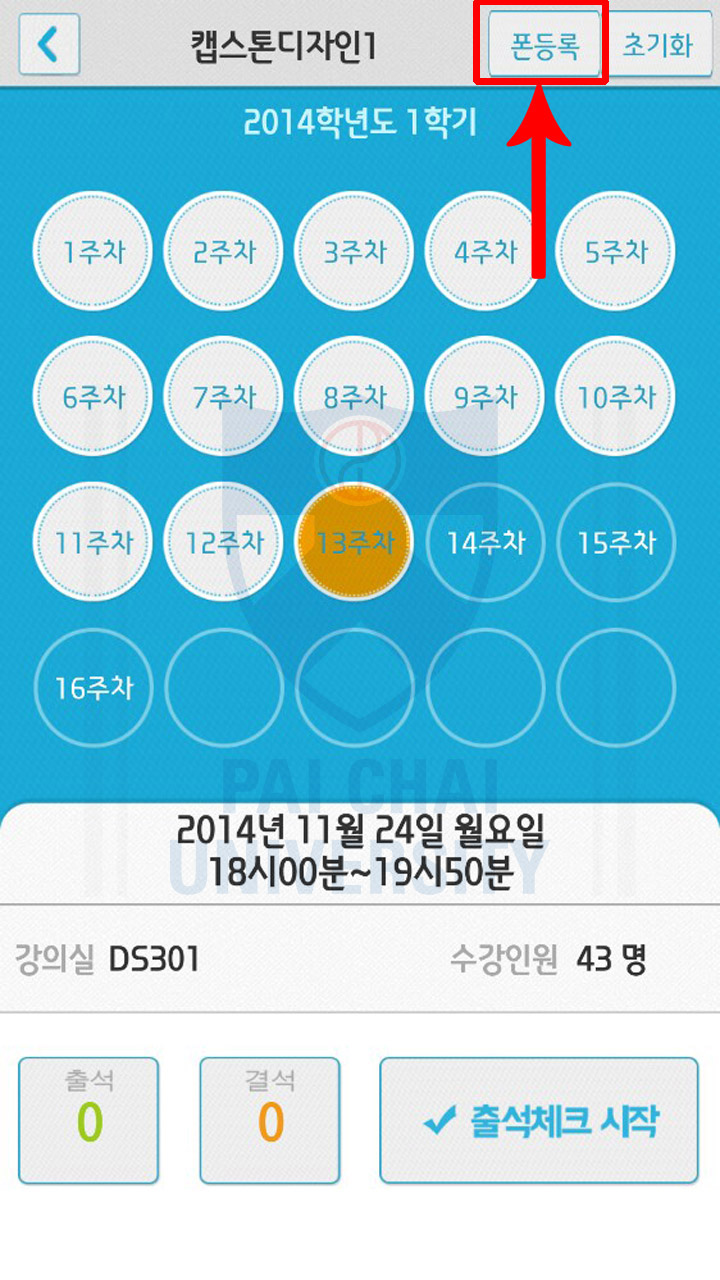 캡스톤디자인1
폰등록
초기화
2014학년도 1학기
1주차 2주차 3주차 4주차 5주차
6주차 7주차 8주차 9주차 10주차
11주차 12주차 13주차 14주차 15주차
16주차
PAI CHAI
UNIVERSITY
2014년 11월 24일 월요일
18시00분~19시50분
강의실 DS301
수강인원 43 명
출석
0
결석
0
출석체크 시작